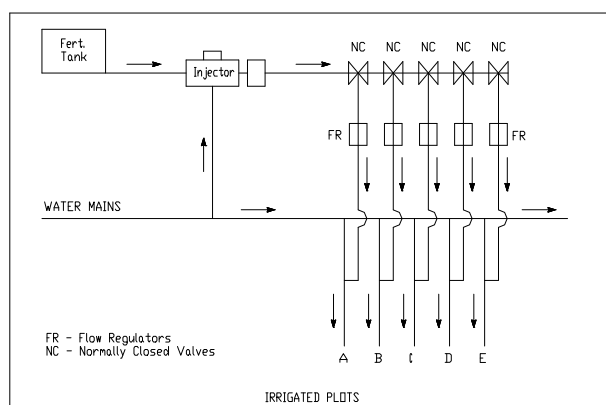 Fert.
Tank
Injector
NC NC NC NC NC
FR FR
WATER MAINS
FR - Flow Regulators
NC - Normally Closed Valves
A B C D E
IRRIGATED PLOTS